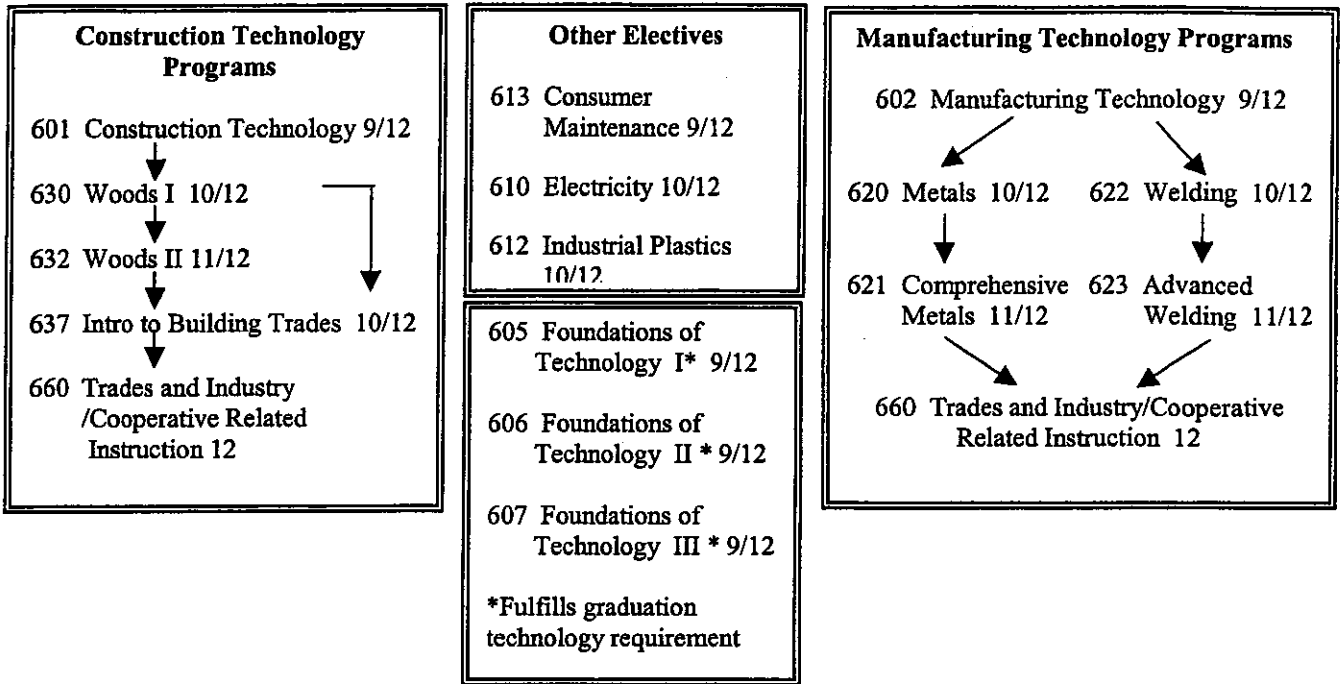 Construction Technology
Programs
601 Construction Technology 9/12
630 Woods I 10/12
632 Woods II 11/12
637 Intro to Building Trades 10/12
660 Trades and Industry
/Cooperative Related
Instruction 12
Other Electives
613 Consumer
Maintenance 9/12
610 Electricity 10/12
612 Industrial Plastics
10/12
605 Foundations of
Technology I* 9/12
606 Foundations of
Technology II * 9/12
607 Foundations of
Technology III * 9/12
*Fulfills graduation
technology requirement
Manufacturing Technology Programs
602 Manufacturing Technology 9/12
620 Metals 10/12
622 Welding 10/12
621 Comprehensive
Metals 11/12
623 Advanced
Welding 11/12
660 Trades and Industry/Cooperative
Related Instruction 12